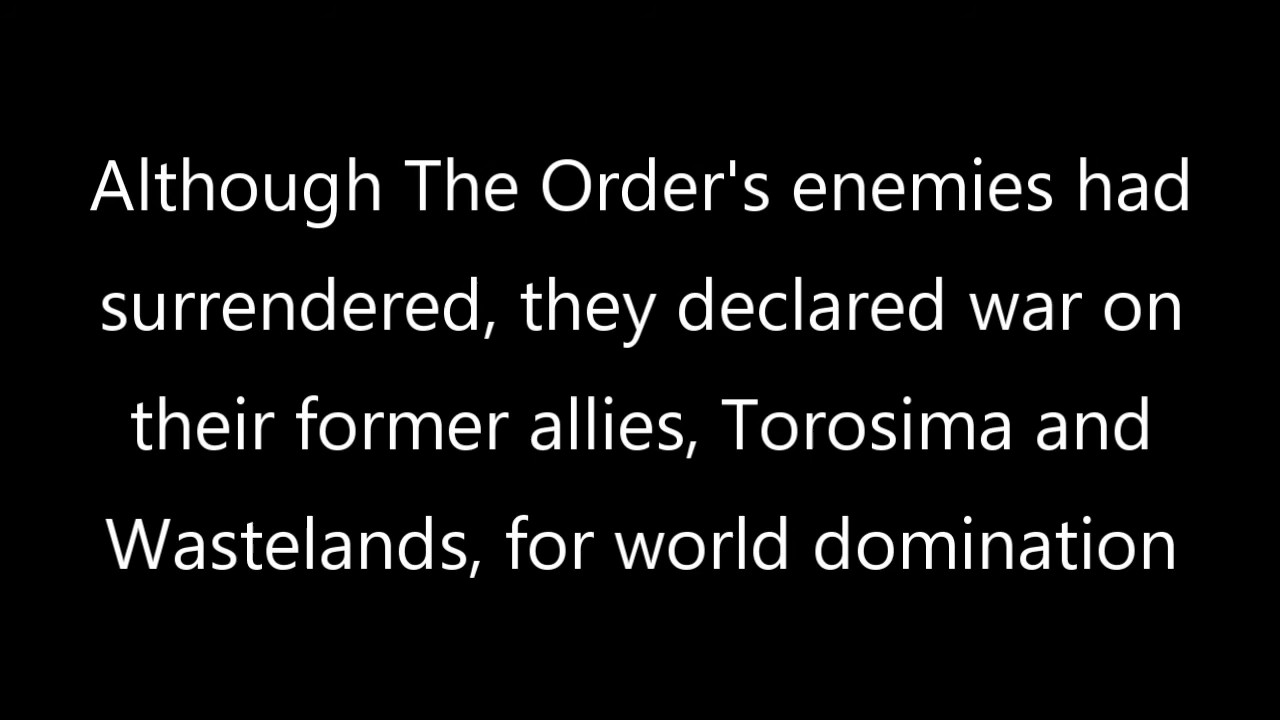 Although The Order's enemies had
surrendered, they declared war on
their former allies, Torosima and
Wastelands, for world domination